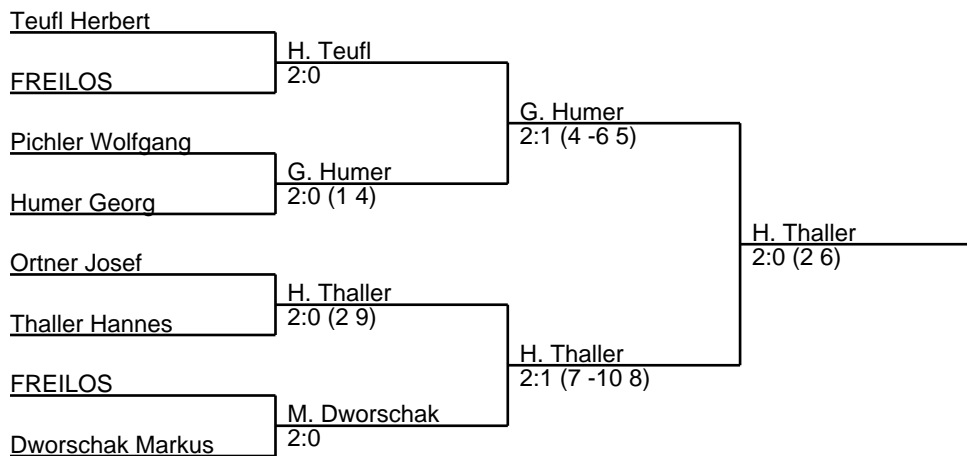 Teufl Herbert
FREILOS
Pichler Wolfgang
Humer Georg
Ortner Josef
Thaller Hannes
FREILOS
Dworschak Markus
H. Teufl
2:0
G. Humer
2:0 (1 4)
H. Thaller
2:0 (2 9)
M. Dworschak
2:0
G. Humer
2:1 (4 -6 5)
H. Thaller
2:1 (7 -10 8)
H. Thaller
2:0 (2 6)